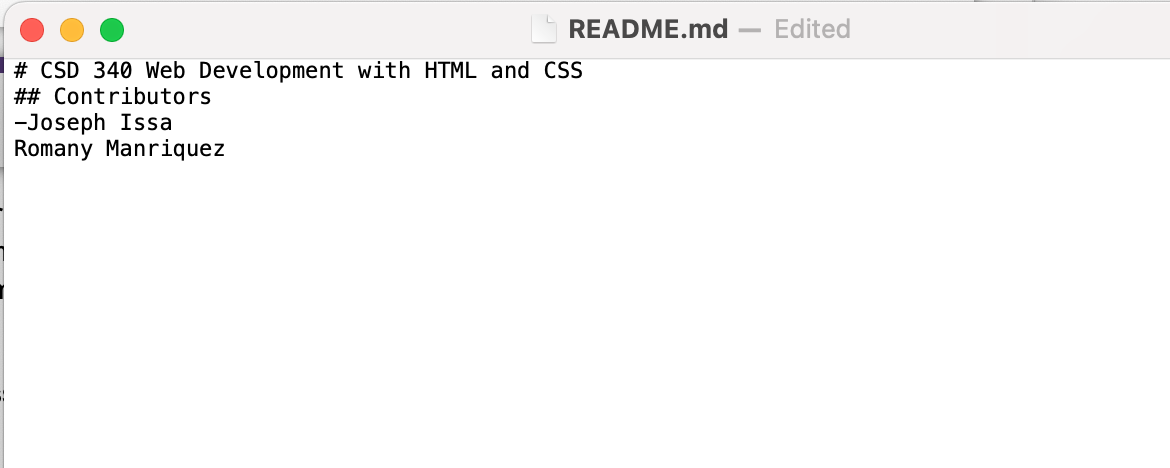 README.md — Edited
# CSD 340 Web Development with HTML and CSS
## Contributors
-Joseph Issa
Romany Manriquez